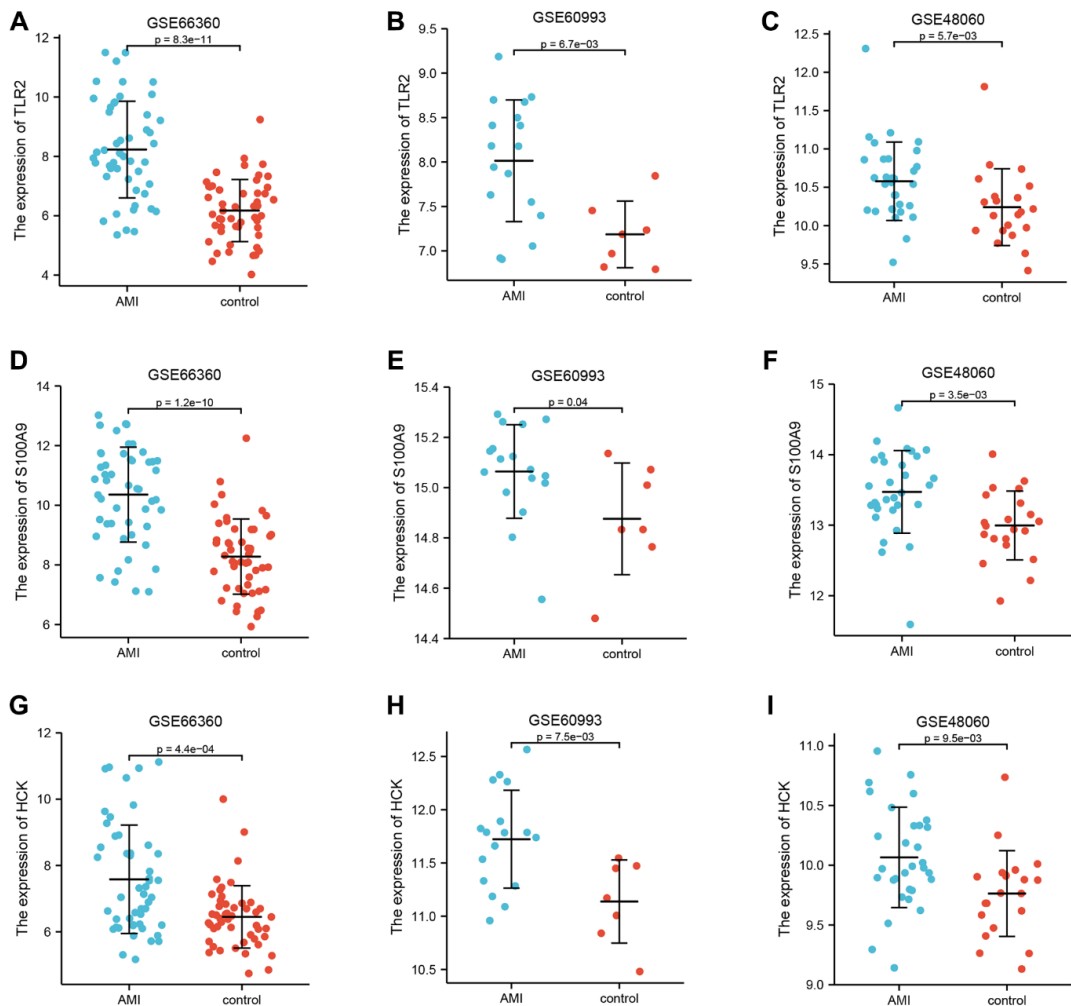 A
GSE66360
p = 8.3e−11
The expression of TLR2
12
10
8
6
4
AMI
control
B
GSE60993
p = 6.7e−03
The expression of TLR2
9.5
9.0
8.5
8.0
7.5
7.0
AMI
control
C
GSE48060
p = 5.7e−03
The expression of TLR2
12.5
12.0
11.5
11.0
10.5
10.0
9.5
AMI
control
D
GSE66360
p = 1.2e−10
The expression of S100A9
14
12
10
8
6
AMI
control
E
GSE60993
p = 0.04
The expression of S100A9
15.4
15.2
15.0
14.8
14.6
14.4
AMI
control
F
GSE48060
p = 3.5e−03
The expression of S100A9
15
14
13
12
AMI
control
G
GSE66360
p = 4.4e−04
The expression of HCK
12
10
8
6
AMI
control
H
GSE60993
p = 7.5e−03
The expression of HCK
12.5
12.0
11.5
11.0
10.5
AMI
control
I
GSE48060
p = 9.5e−03
The expression of HCK
11.0
10.5
10.0
9.5
9.0
AMI
control